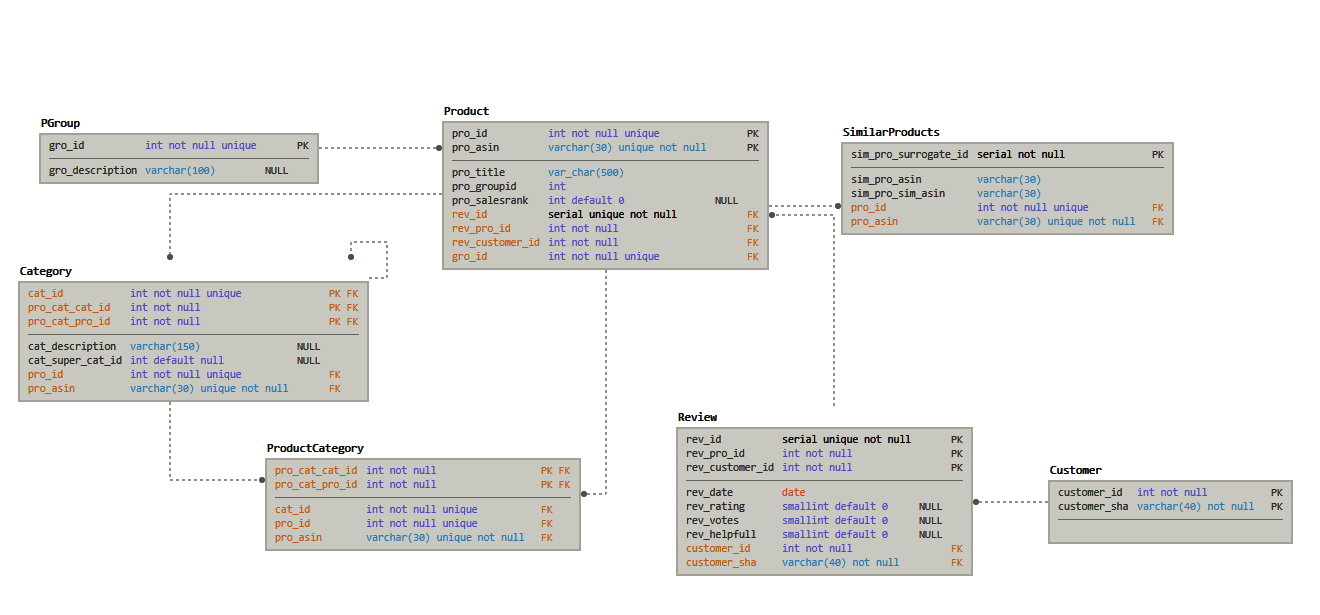 PGroup
gro_id int not null unique PK
gro_description varchar(100) NULL
Product
pro_id int not null unique PK
pro_asin varchar(30) unique not null PK
pro_title var_char(500)
pro_groupid int
pro_salesrank int default 0 NULL
rev_id serial unique not null FK
rev_pro_id int not null FK
rev_customer_id int not null FK
gro_id int not null unique FK
SimilarProducts
sim_pro_surrogate_id serial not null PK
sim_pro_asin varchar(30)
sim_pro_sim_asin varchar(30)
pro_id int not null unique FK
pro_asin varchar(30) unique not null FK
Category
cat_id int not null unique PK FK
pro_cat_cat_id int not null PK FK
pro_cat_pro_id int not null PK FK
cat_description varchar(150) NULL
cat_super_cat_id int default null NULL
pro_id int not null unique FK
pro_asin varchar(30) unique not null FK
ProductCategory
pro_cat_cat_id int not null PK FK
pro_cat_pro_id int not null PK FK
cat_id int not null unique FK
pro_id int not null unique FK
pro_asin varchar(30) unique not null FK
Review
rev_id serial unique not null PK
rev_pro_id int not null PK
rev_customer_id int not null PK
rev_date date
rev_rating smallint default 0 NULL
rev_votes smallint default 0 NULL
rev_helpfull smallint default 0 NULL
customer_id int not null FK
customer_sha varchar(40) not null FK
Customer
customer_id int not null PK
customer_sha varchar(40) not null PK